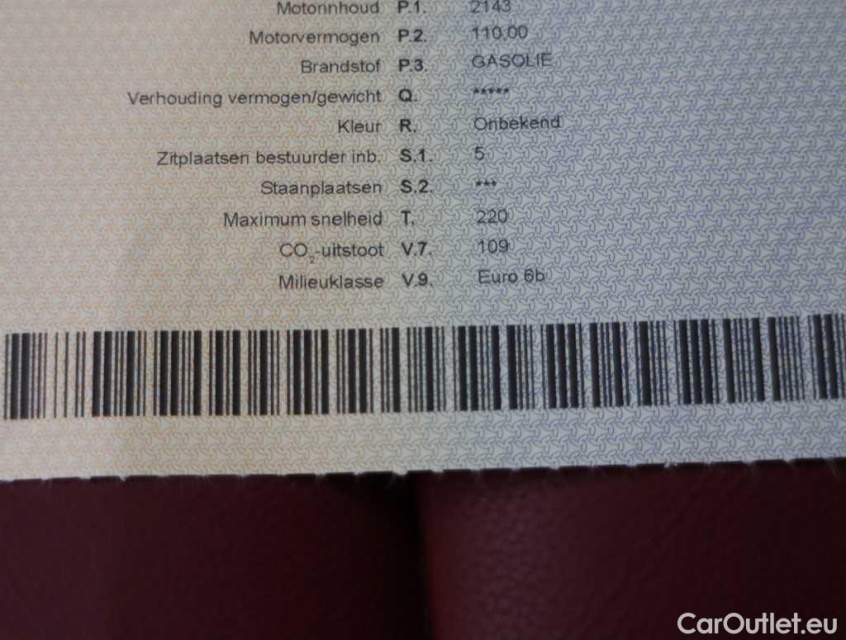 Motorinhoud P.1. 2143
Motorvermogen P.2. 110.00
Brandstof P.3. GASOLIE
Verhouding vermogen/gewicht Q. *****
Kleur R. Onbekend
Zitplaatsen bestuurder inb. S.1. 5
Staanplaatsen S.2. ***
Maximum snelheid T. 220
CO₂-uitstoot V.7. 109
Milieuklasse V.9. Euro 6b
CarOutlet.eu